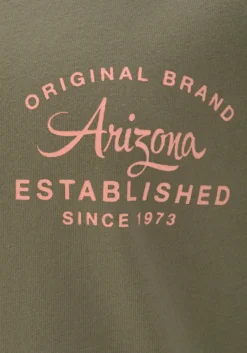 ORIGINAL BRAND
Arizona
ESTABLISHED
SINCE 1973